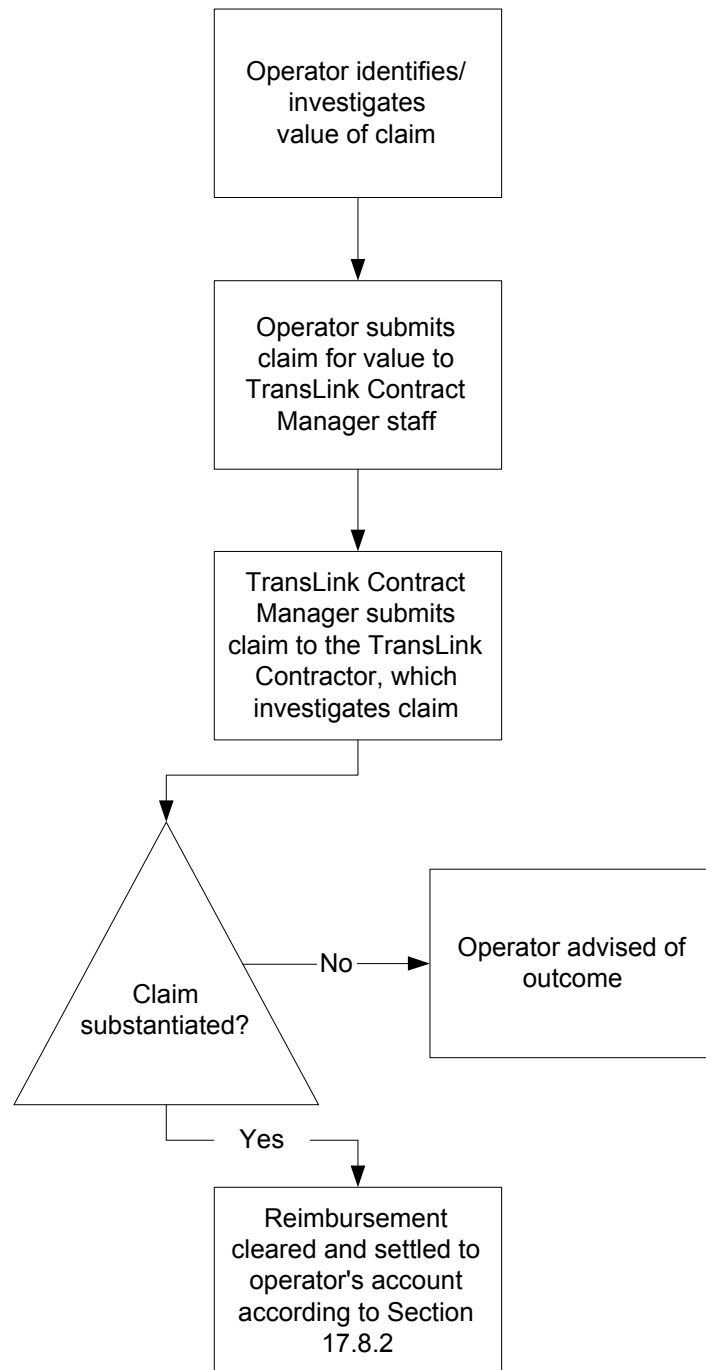 Operator identifies/
investigates
value of claim
Operator submits
claim for value to
TransLink Contract
Manager staff
TransLink Contract
Manager submits
claim to the TransLink
Contractor, which
investigates claim
Claim
substantiated?
No
Operator advised of
outcome
Yes
Reimbursement
cleared and settled to
operator's account
according to Section
17.8.2